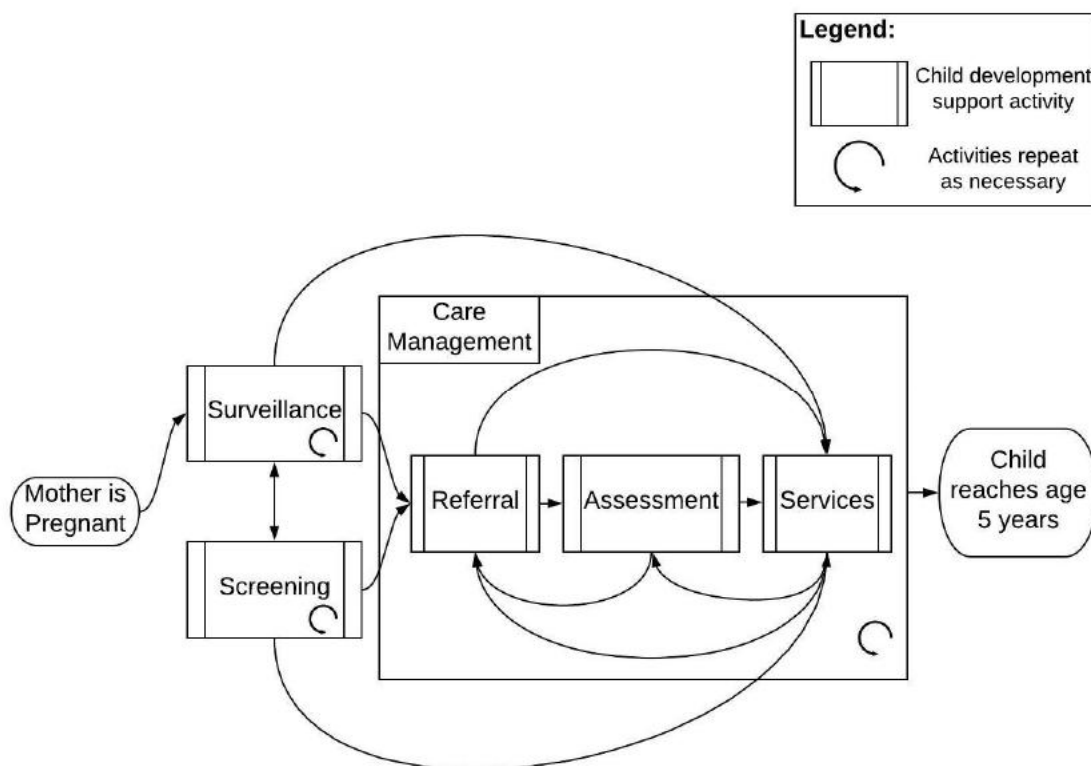 Legend:
Child development
support activity
Activities repeat
as necessary
Care
Management
Surveillance
Mother is
Pregnant
Screening
Referral
Assessment
Services
Child
reaches age
5 years